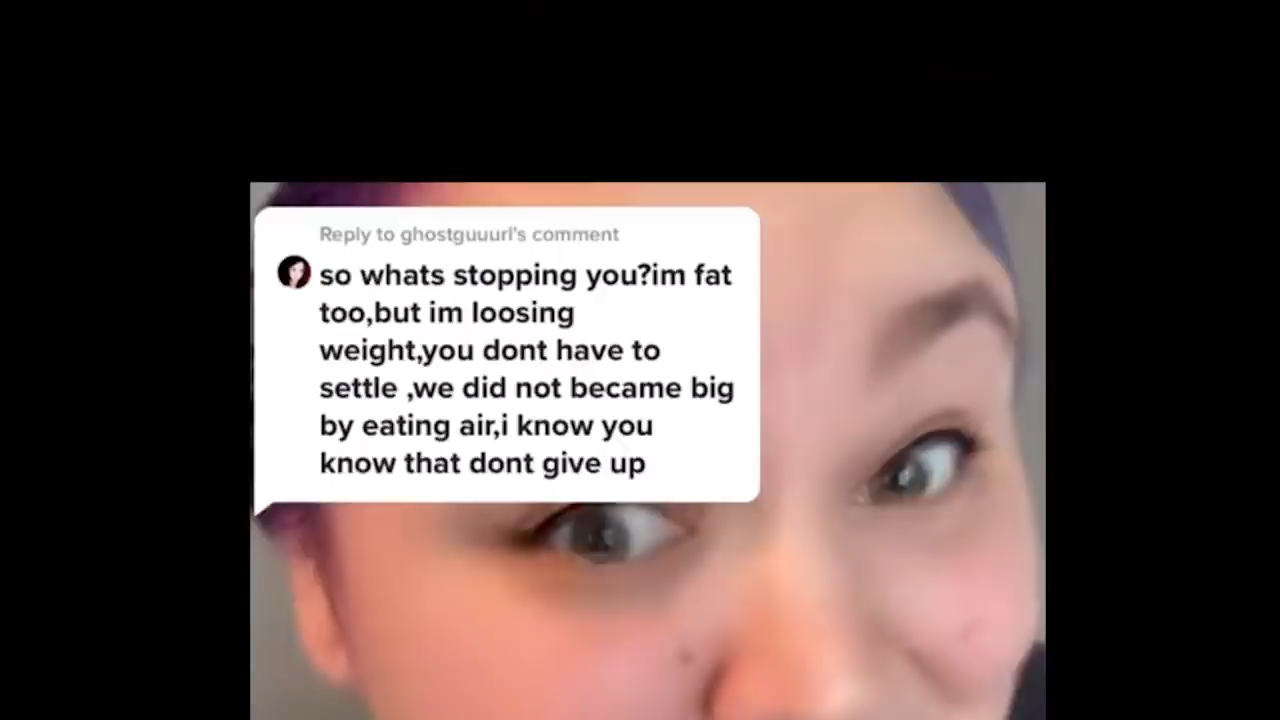 Reply to ghostguuurl's comment
so whats stopping you?im fat
too,but im loosing
weight,you dont have to
settle ,we did not became big
by eating air,i know you
know that dont give up